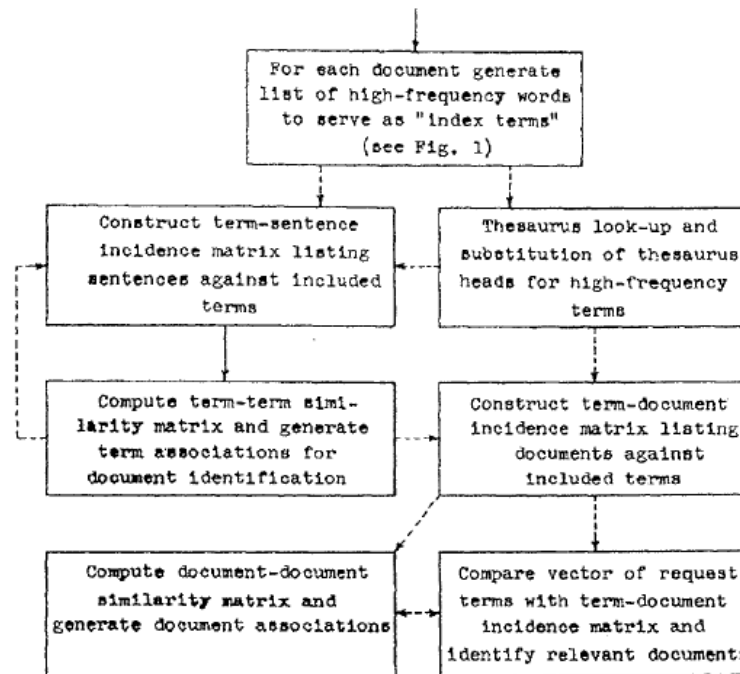 For each document generate
list of high-frequency words
to serve as "index terms"
(see Fig. 1)
Construct term-sentence
incidence matrix listing
sentences against included
terms
Thesaurus look-up and
substitution of thesaurus
heads for high-frequency
terms
Compute term-term simi-
larity matrix and generate
term associations for
document identification
Construct term-document
incidence matrix listing
documents against
included terms
Compute document-document
similarity matrix and
generate document associations
Compare vector of request
terms with term-document
incidence matrix and
identify relevant document